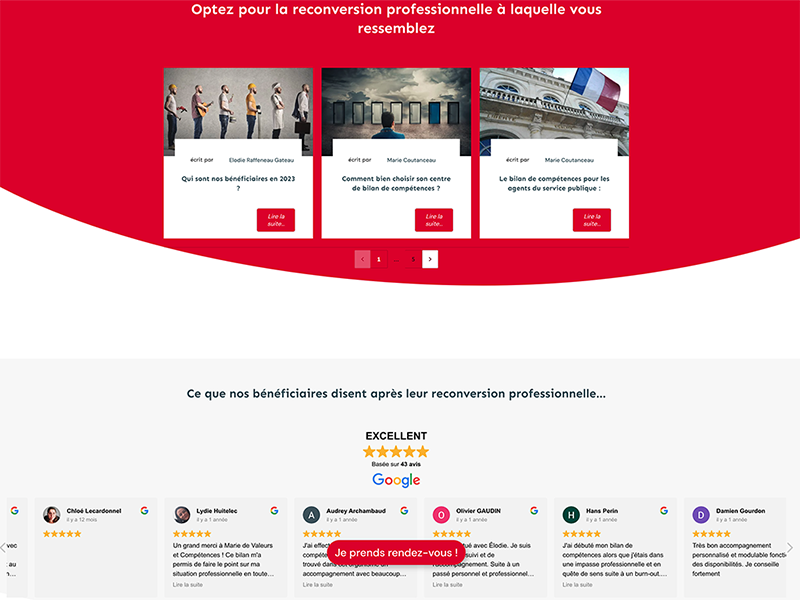 Optez pour la reconversion professionnelle à laquelle vous
ressemblez
écrit par Elodie Raffeneau Gateau
Qui sont nos bénéficiaires en 2023
?
Lire la
suite...
écrit par Marie Coutanceau
Comment bien choisir son centre
de bilan de compétences ?
Lire la
suite...
écrit par Marie Coutanceau
Le bilan de compétences pour les
agents du service publique :
Lire la
suite...
‹ 1 ... 5 ›
Ce que nos bénéficiaires disent après leur reconversion professionnelle...
EXCELLENT
Basée sur 43 avis
Google
vec
au
n...
Chloé Lecardonnel
il y a 12 mois
Lydie Huitelec
il y a 1 année
Un grand merci à Marie de Valeurs
et Compétences ! Ce bilan m'a
permis de faire le point sur ma
situation professionnelle en toute...
Lire la suite
A
Audrey Archambaud
il y a 1 année
J'ai effect
compéte
trouvé dans cet organisme un
accompagnement avec beaucoup...
Lire la suite
O
Olivier GAUDIN
il y a 1 année
tué avec Élodie. Je suis
suivi et de
l'accompagnement. Suite à un
passé personnel et professionnel...
Lire la suite
H
Hans Perin
il y a 1 année
J'ai débuté mon bilan de
compétences alors que j'étais dans
une impasse professionnelle et en
quête de sens suite à un burn-out....
Lire la suite
D
Damien Gourdon
il y a 1 année
Très bon accompagnement
personnalisé et modulable fonctio
des disponibilités. Je conseille
fortement
Je prends rendez-vous !